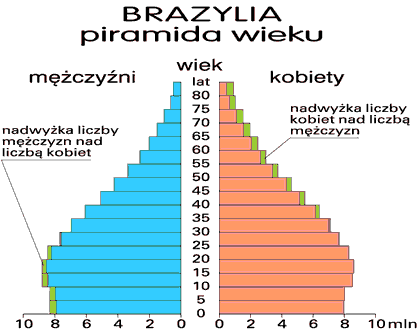 BRAZYLIA
piramida wieku
mężczyźni
wiek
kobiety
lat
80
75
70
65
60
55
50
45
40
35
30
25
20
15
10
5
0
nadwyżka liczby
mężczyzn nad
liczbą kobiet
nadwyżka liczby
kobiet nad liczbą
mężczyzn
10 8 6 4 2 0
0 2 4 6 8 10 mln